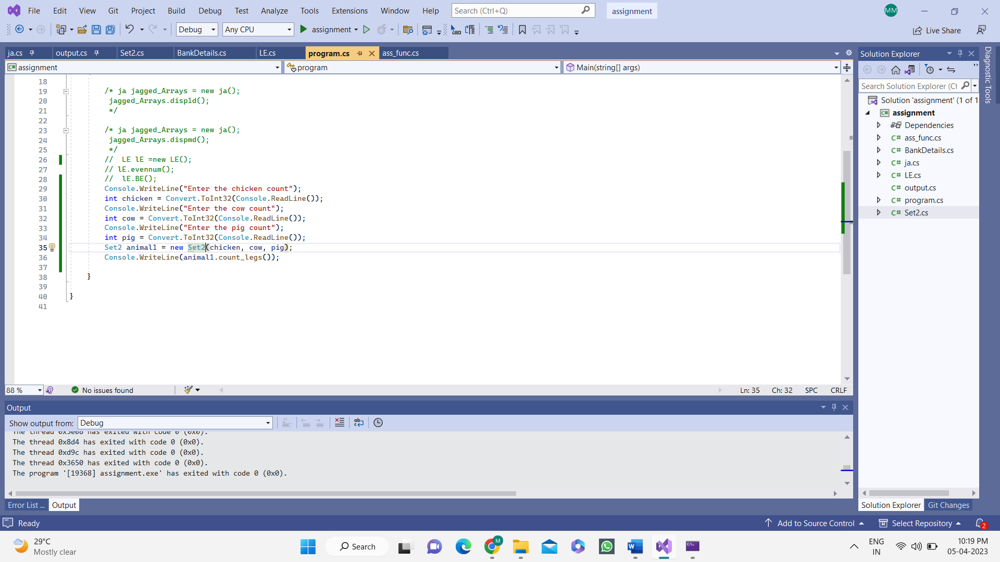 File Edit View Git Project Build Debug Test Analyze Tools Extensions Window Help Search (Ctrl+Q) assignment MM
Debug Any CPU assignment Live Share
ja.cs output.cs Set2.cs BankDetails.cs LE.cs program.cs ass_func.cs
assignment program Main(string[] args)
18
19 /* ja jagged_Arrays = new ja();
20 jagged_Arrays.disp1d();
21 */
22
23 /* ja jagged_Arrays = new ja();
24 jagged_Arrays.dispmd();
25 */
26 // LE lE =new LE();
27 // lE.evennum();
28 // lE.BE();
29 Console.WriteLine("Enter the chicken count");
30 int chicken = Convert.ToInt32(Console.ReadLine());
31 Console.WriteLine("Enter the cow count");
32 int cow = Convert.ToInt32(Console.ReadLine());
33 Console.WriteLine("Enter the pig count");
34 int pig = Convert.ToInt32(Console.ReadLine());
35 Set2 animal1 = new Set2(chicken, cow, pig);
36 Console.WriteLine(animal1.count_legs());
37
38 }
39
40 }
41
88 % No issues found Ln: 35 Ch: 32 SPC CRLF
Output
Show output from: Debug
The thread 0x5e08 has exited with code 0 (0x0).
The thread 0x8d4 has exited with code 0 (0x0).
The thread 0xd9c has exited with code 0 (0x0).
The thread 0x3650 has exited with code 0 (0x0).
The program '[19368] assignment.exe' has exited with code 0 (0x0).
Error List ... Output
Solution Explorer
Search Solution Explorer (Ct
Solution 'assignment' (1 of 1
assignment
Dependencies
C# ass_func.cs
C# BankDetails.cs
C# ja.cs
C# LE.cs
C# output.cs
C# program.cs
C# Set2.cs
Solution Explorer Git Changes
Diagnostic Tools
Ready Add to Source Control Select Repository 2
29°C
Mostly clear
Search
M
ENG
IN
10:19 PM
05-04-2023